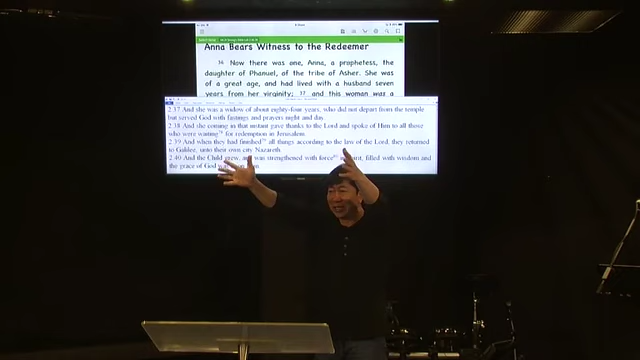 Anna Bears Witness to the Redeemer
36 Now there was one, Anna, a prophetess, the
daughter of Phanuel, of the tribe of Asher. She was
of a great age, and had lived with a husband seven
years from her virginity; 37 and this woman was a
2.37 And she was a widow of about eighty-four years, who did not depart from the temple
but served God with fastings and prayers night and day.
2.38 And she coming in that instant gave thanks to the Lord and spoke of Him to all those
who were waiting for redemption in Jerusalem.
2.39 And when they had finished all things according to the law of the Lord, they returned
to Galilee, unto their own city Nazareth.
2.40 And the Child grew, and was strengthened with force in spirit, filled with wisdom and
the grace of God